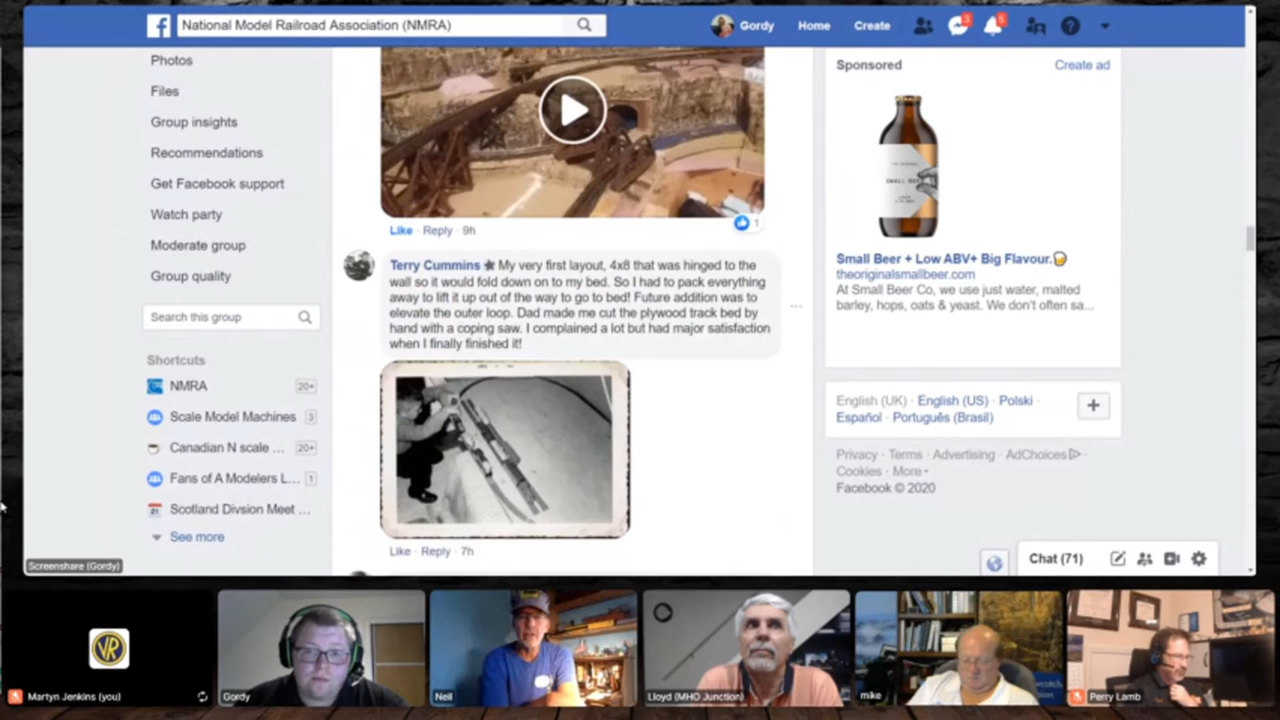 National Model Railroad Association (NMRA)
Gordy
Home
Create
3
5
Photos
Files
Group insights
Recommendations
Get Facebook support
Watch party
Moderate group
Group quality
Search this group
Shortcuts
NMRA
20+
Scale Model Machines
3
Canadian N scale ...
20+
Fans of A Modelers L...
1
Scotland Divsion Meet ...
21
See more
Screenshare (Gordy)
Like · Reply · 9h
1
Terry Cummins My very first layout, 4x8 that was hinged to the
wall so it would fold down on to my bed. So I had to pack everything
away to lift it up out of the way to go to bed! Future addition was to
elevate the outer loop. Dad made me cut the plywood track bed by
hand with a coping saw. I complained a lot but had major satisfaction
when I finally finished it!
Like · Reply · 7h
Sponsored
Create ad
Small Beer + Low ABV+ Big Flavour.
theoriginalsmallbeer.com
At Small Beer Co, we use just water, malted
barley, hops, oats & yeast. We don't often sa...
English (UK) · English (US) · Polski ·
Español · Português (Brasil)
Privacy · Terms · Advertising · AdChoices ·
Cookies · More
Facebook © 2020
Chat (71)
VR
Martyn Jenkins (you)
Gordy
Neil
Lloyd (MHO Junction)
mike
Perry Lamb